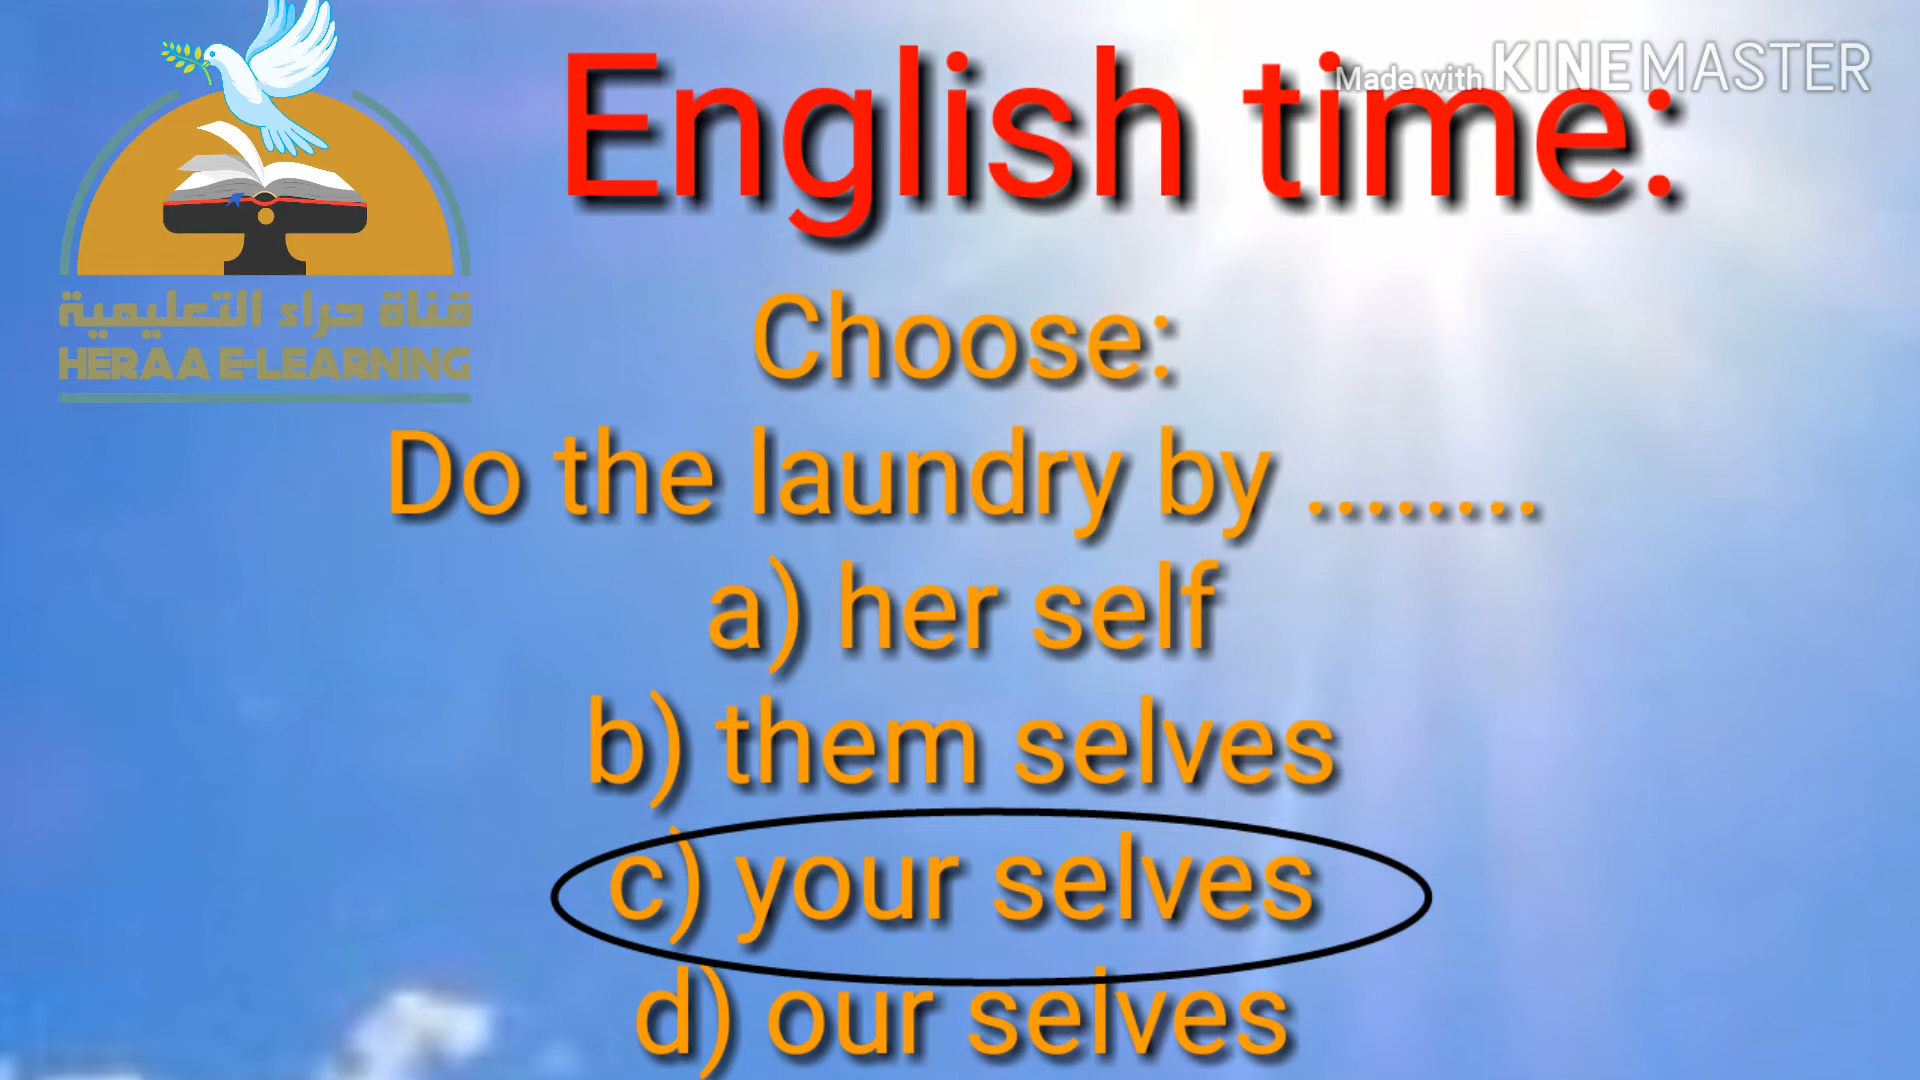 Made with KINEMASTER
English time:
قناة حراء التعليمية
HERAA E-LEARNING
Choose:
Do the laundry by ........
a) her self
b) them selves
c) your selves
d) our selves